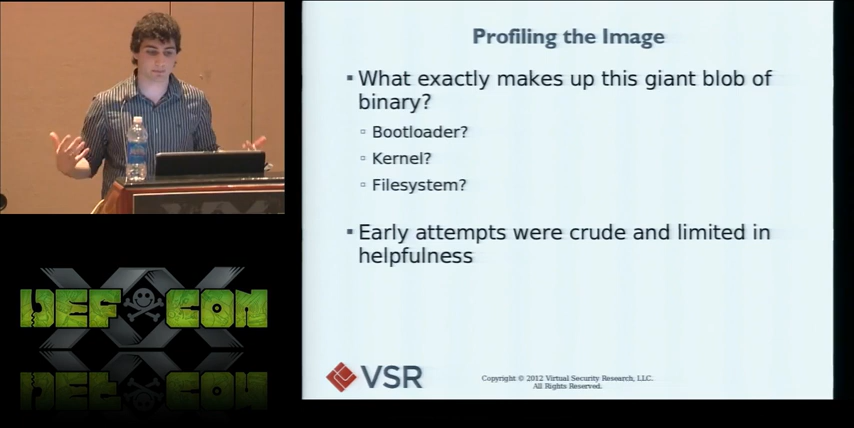 Profiling the Image
▪ What exactly makes up this giant blob of
binary?
▫ Bootloader?
▫ Kernel?
▫ Filesystem?
▪ Early attempts were crude and limited in
helpfulness
VSR
Copyright © 2012 Virtual Security Research, LLC.
All Rights Reserved.
XX
DEF CON